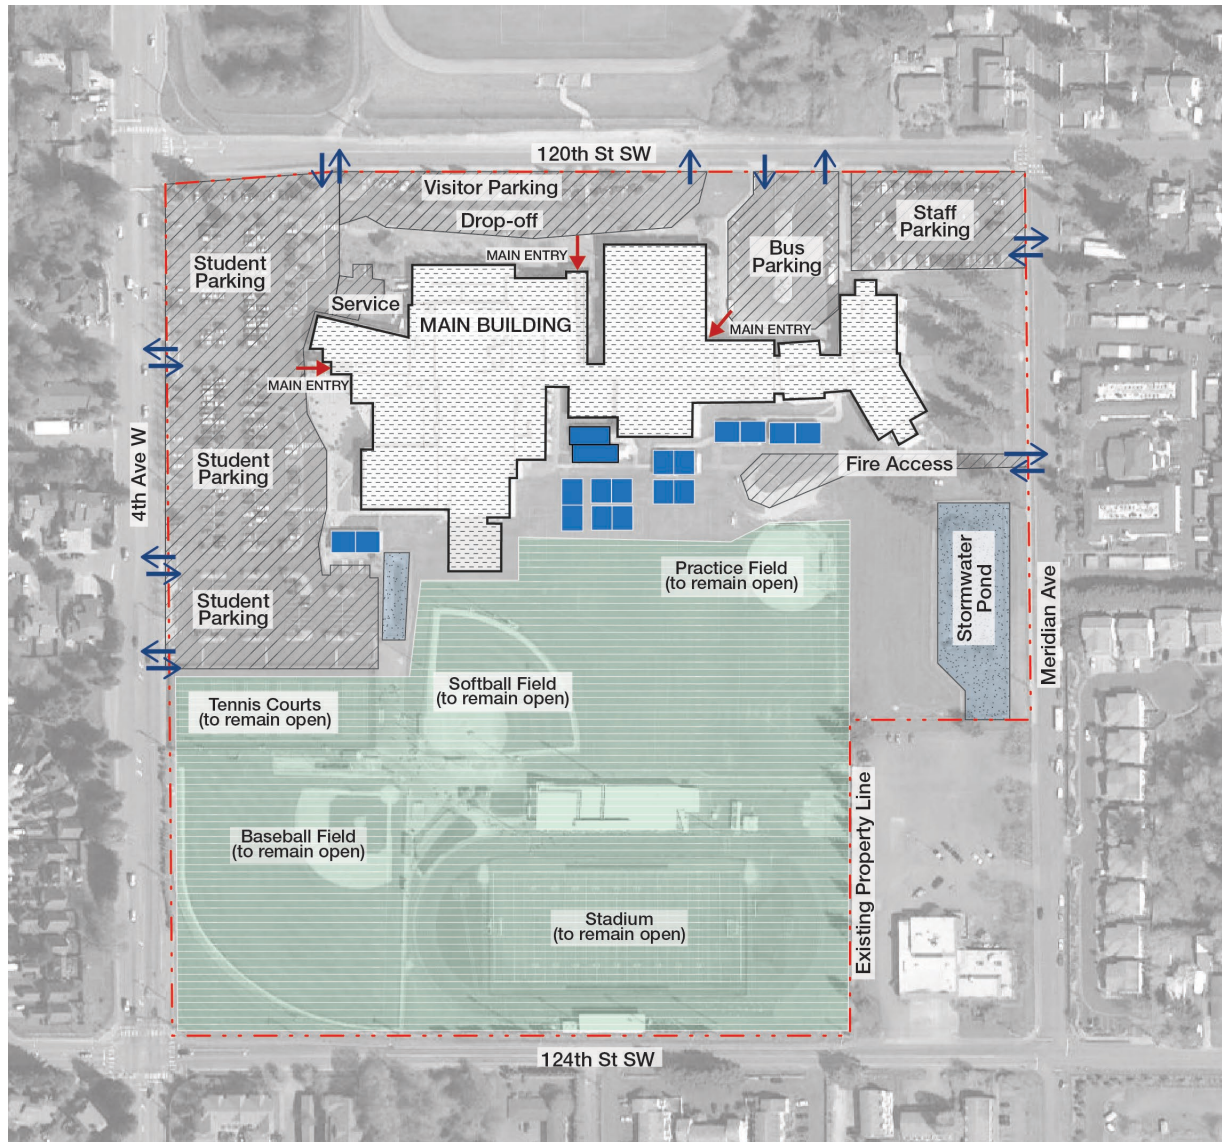 120th St SW
Visitor Parking
Drop-off
Staff
Parking
Bus
Parking
MAIN ENTRY
Student
Parking
Service
MAIN BUILDING
MAIN ENTRY
MAIN ENTRY
4th Ave W
Student
Parking
Fire Access
Practice Field
(to remain open)
Stormwater
Pond
Meridian Ave
Student
Parking
Softball Field
(to remain open)
Tennis Courts
(to remain open)
Baseball Field
(to remain open)
Existing Property Line
Stadium
(to remain open)
124th St SW